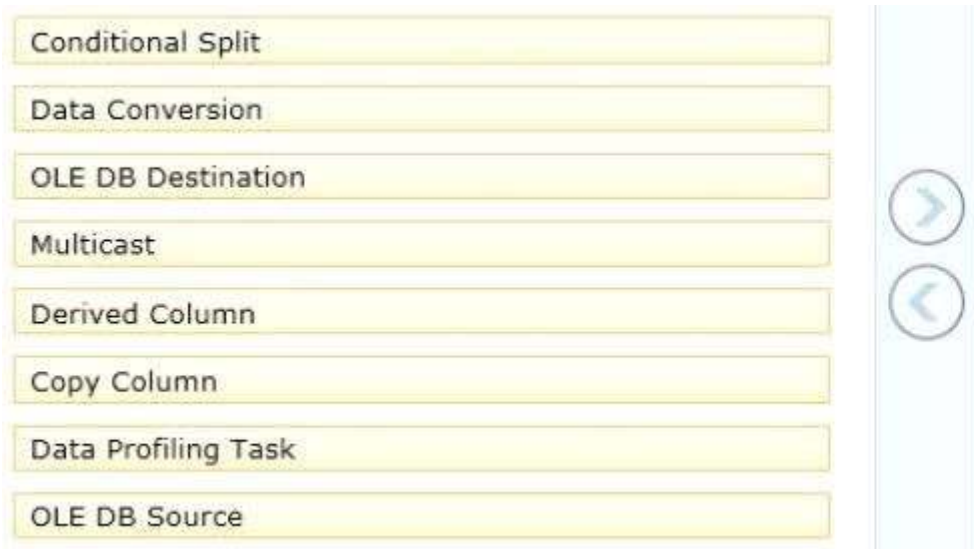 Conditional Split
Data Conversion
OLE DB Destination
Multicast
Derived Column
Copy Column
Data Profiling Task
OLE DB Source